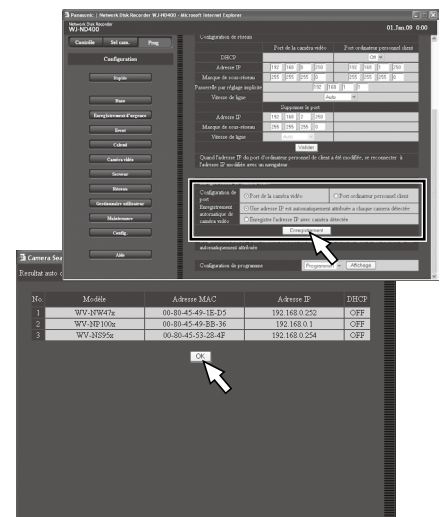 Panasonic | Network Disk Recorder WJ-ND400 - Microsoft Internet Explorer
Network Disk Recorder
WJ-ND400
01.Jan.09 0:00
Contrôle Sel cam. Prog
Configuration
Rapide
Base
Enregistrement d'urgence
Event
Calend
Caméra vidéo
Serveur
Réseau
Gestionnaire utilisateur
Maintenance
Config.
Aide
Configuration de réseau
Port de la caméra vidéo Port ordinateur personnel client
DHCP Off
Adresse IP 192 168 0 250 192 168 1 250
Masque de sous-réseau 255 255 255 0 255 255 255 0
Passerelle par réglage implicite 192 168 1 1
Vitesse de ligne Auto
Supprimer le port
Adresse IP 192 168 2 250
Masque de sous-réseau 255 255 255 0
Vitesse de ligne Auto
Valider
Quand l'adresse IP du port d'ordinateur personnel de client a été modifiée, se reconnecter à
l'adresse IP modifiée avec un navigateur.
Configuration de port
Port de la caméra vidéo Port ordinateur personnel client
Enregistrement automatique de caméra vidéo
Une adresse IP est automatiquement attribuée a chaque camera détectée
Enregistre l'adresse IP avec caméra détectée
Enregistrement
automatiquement attribuée
Configuration de programme Programme Affichage
Camera Sea
Resultat auto
No. Modèle Adresse MAC Adresse IP DHCP
1 WV-NW47x 00-80-45-49-1E-D5 192.168.0.252 OFF
2 WV-NP100x 00-80-45-49-BB-36 192.168.0.1 OFF
3 WV-NS95x 00-80-45-53-28-4F 192.168.0.254 OFF
OK